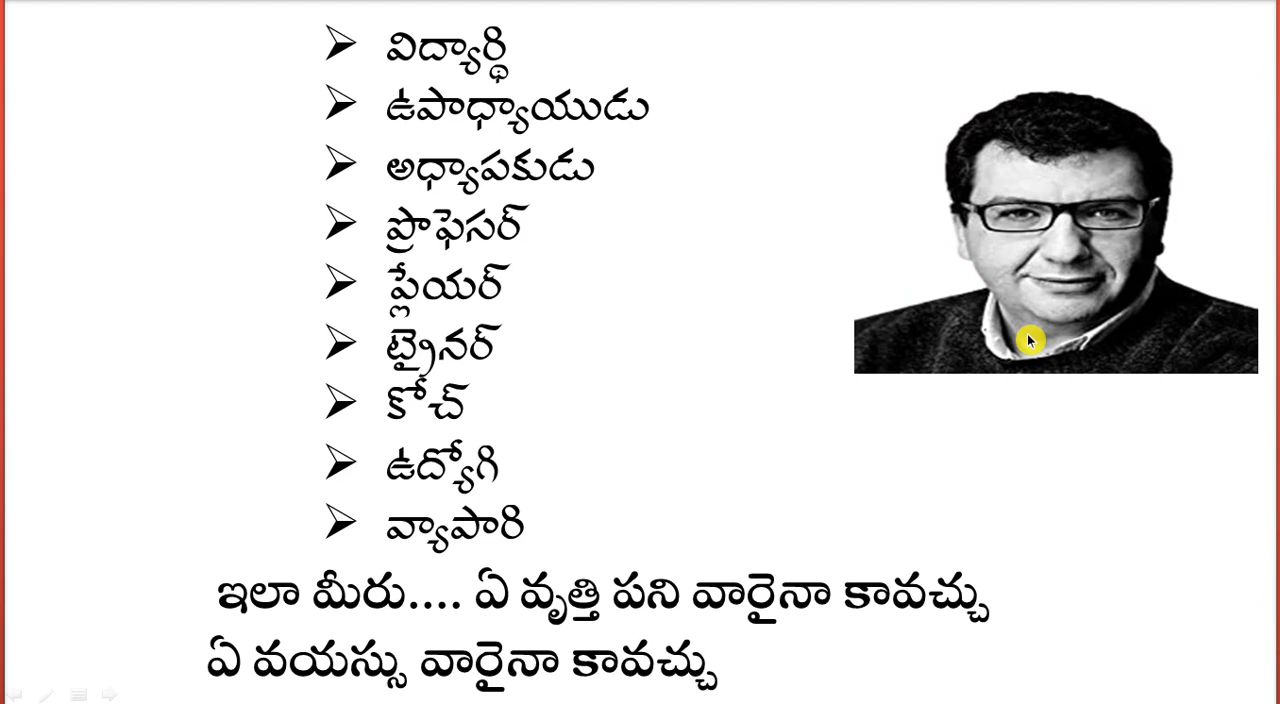 విద్యార్థి
ఉపాధ్యాయుడు
అధ్యాపకుడు
ప్రొఫెసర్
ప్లేయర్
ట్రైనర్
కోచ్
ఉద్యోగి
వ్యాపారి
ఇలా మీరు.... ఏ వృత్తి పని వారైనా కావచ్చు
ఏ వయస్సు వారైనా కావచ్చు